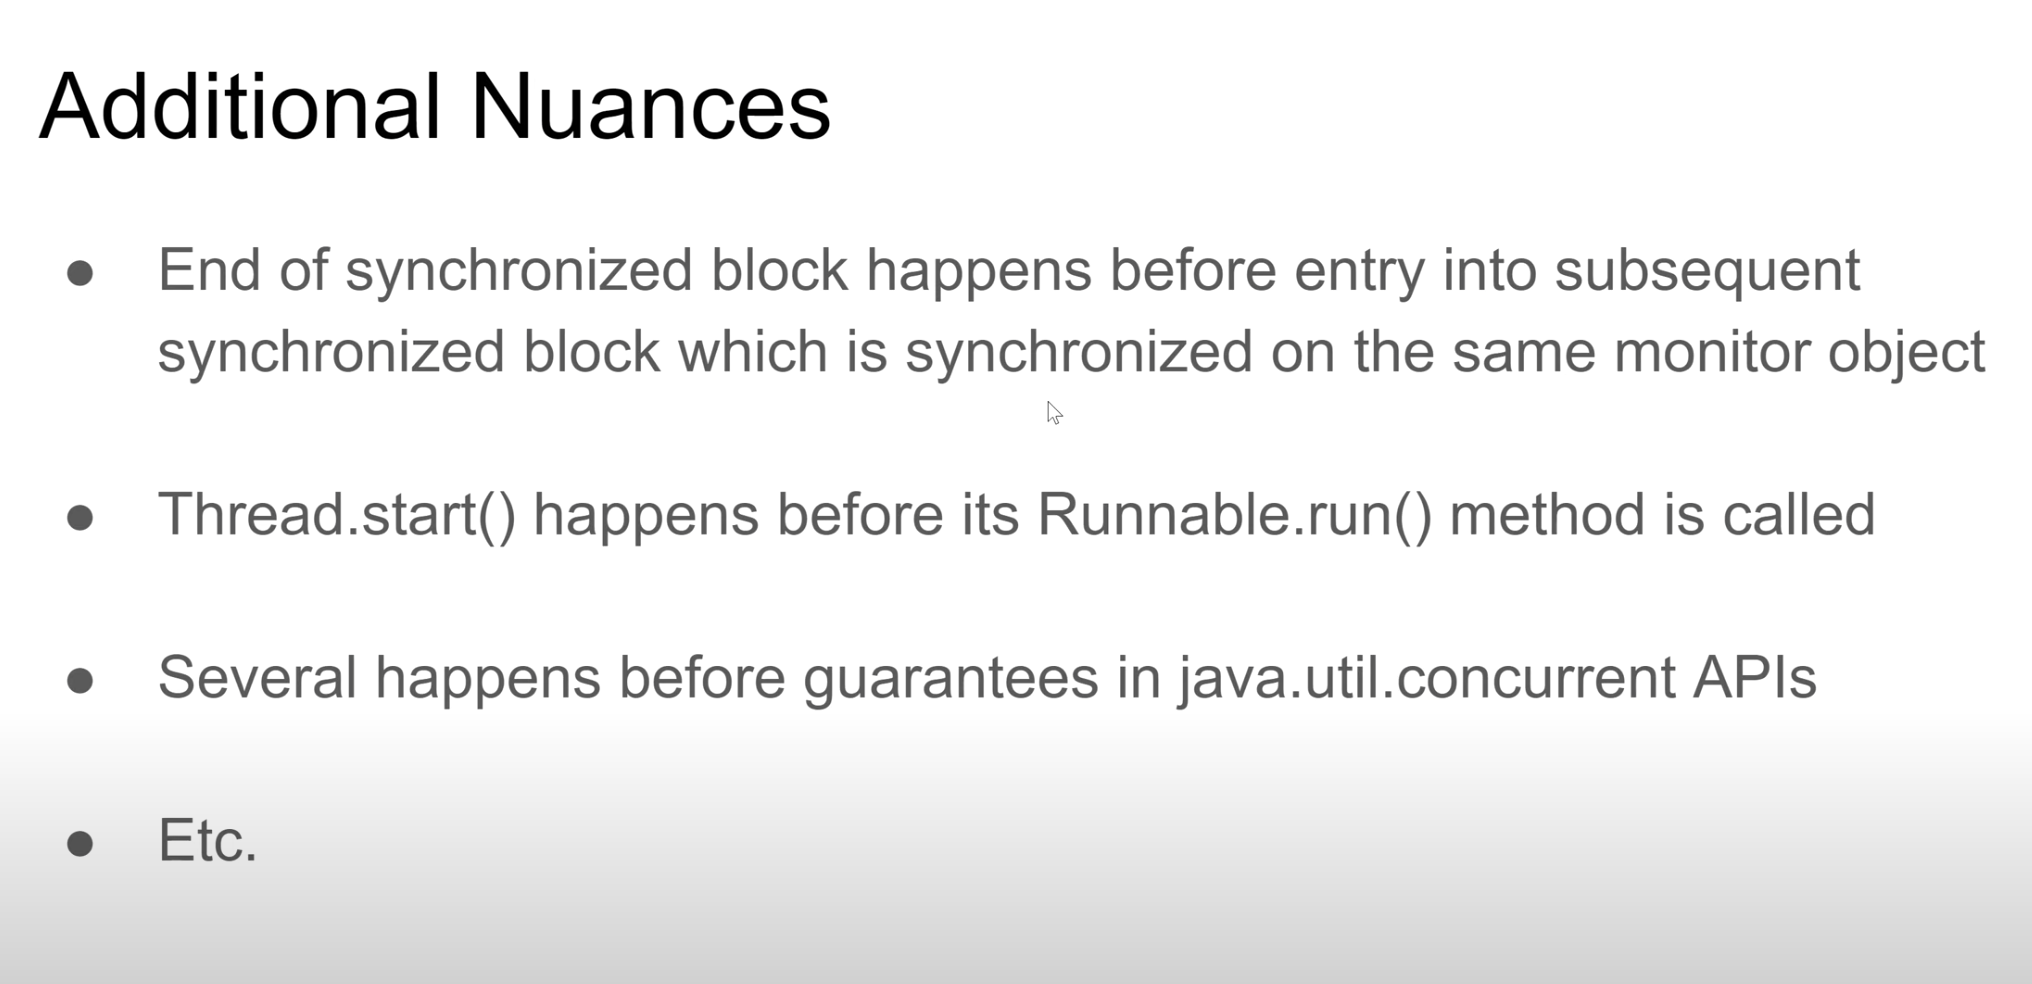 Additional Nuances
● End of synchronized block happens before entry into subsequent
synchronized block which is synchronized on the same monitor object
● Thread.start() happens before its Runnable.run() method is called
● Several happens before guarantees in java.util.concurrent APIs
● Etc.